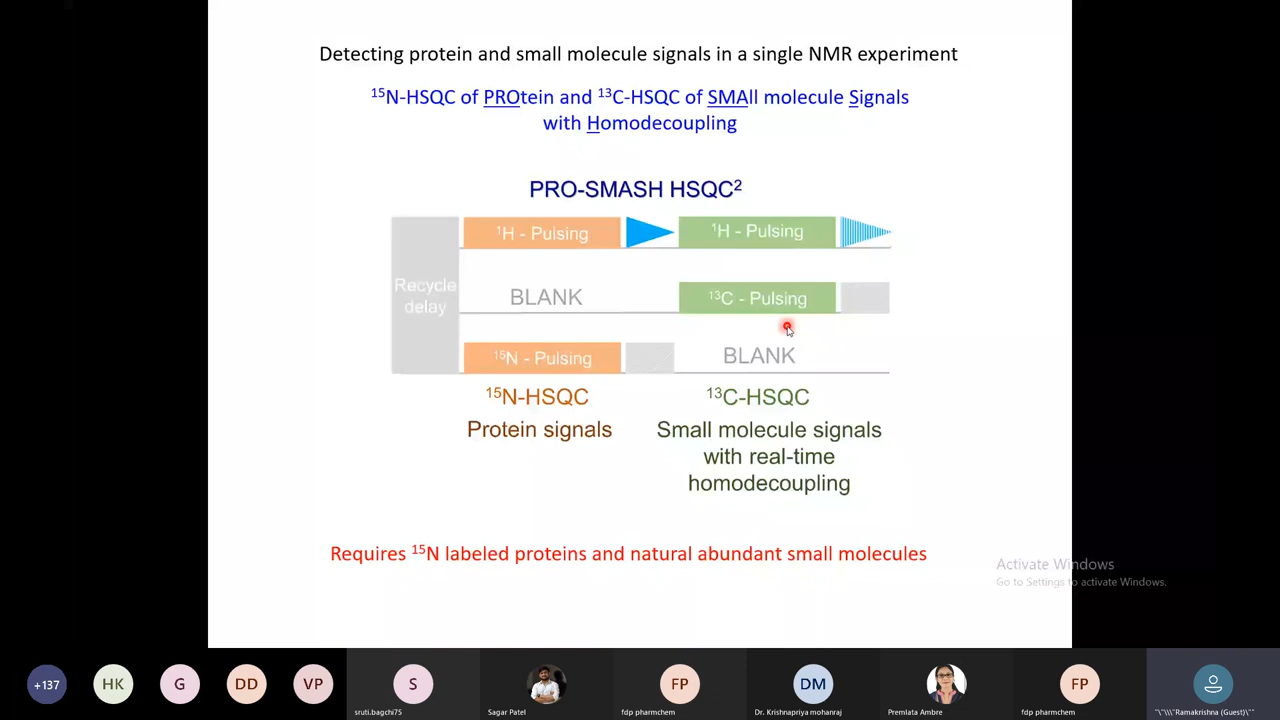 Detecting protein and small molecule signals in a single NMR experiment
¹⁵N-HSQC of PROtein and ¹³C-HSQC of SMAll molecule Signals
with Homodecoupling
PRO-SMASH HSQC²
¹H - Pulsing
¹H - Pulsing
Recycle
delay
BLANK
¹³C - Pulsing
¹⁵N - Pulsing
BLANK
¹⁵N-HSQC
Protein signals
¹³C-HSQC
Small molecule signals
with real-time
homodecoupling
Requires ¹⁵N labeled proteins and natural abundant small molecules
Activate Windows
Go to Settings to activate Windows.
+137
HK
G
DD
VP
S
sruti.bagchi75
Sagar Patel
FP
fdp pharmchem
DM
Dr. Krishnapriya mohanraj
Premlata Ambre
FP
fdp pharmchem
"\"\\\"Ramakrishna (Guest)\""